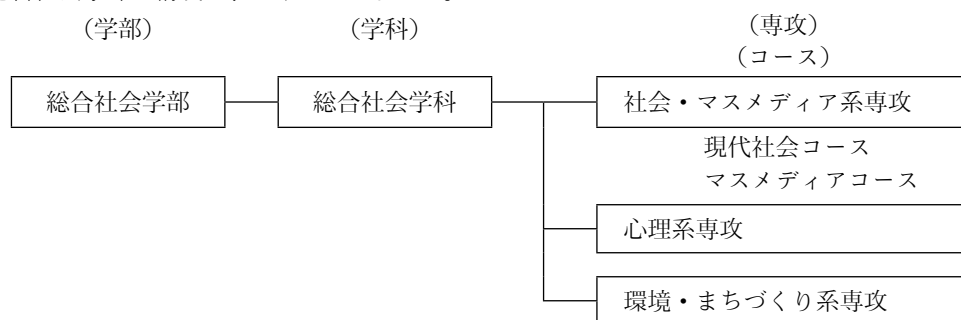 (学部)
(学科)
(専攻)
(コース)
総合社会学部
総合社会学科
社会・マスメディア系専攻
現代社会コース
マスメディアコース
心理系専攻
環境・まちづくり系専攻